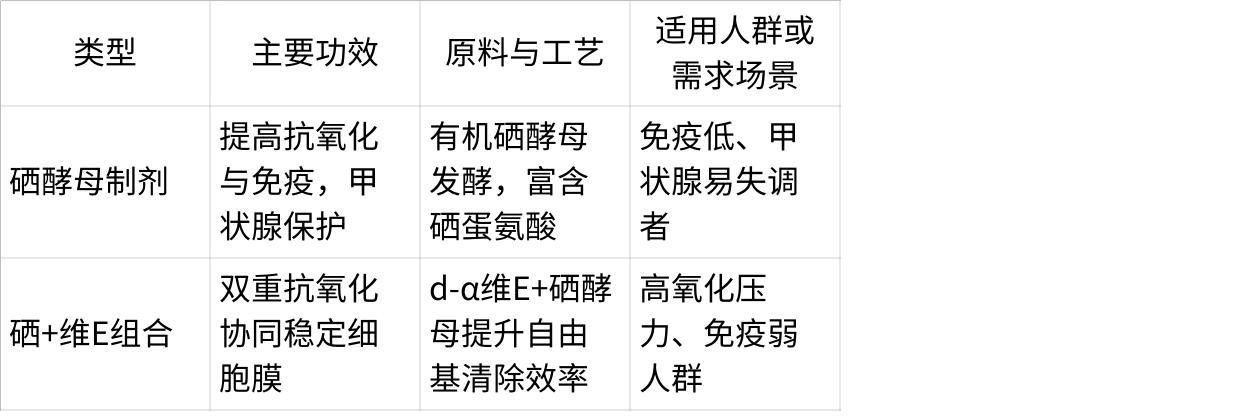 类型
主要功效
原料与工艺
适用人群或
需求场景
硒酵母制剂
提高抗氧化
与免疫，甲
状腺保护
有机硒酵母
发酵，富含
硒蛋氨酸
免疫低、甲
状腺易失调
者
硒+维E组合
双重抗氧化
协同稳定细
胞膜
d-α维E+硒酵
母提升自由
基清除效率
高氧化压
力、免疫弱
人群